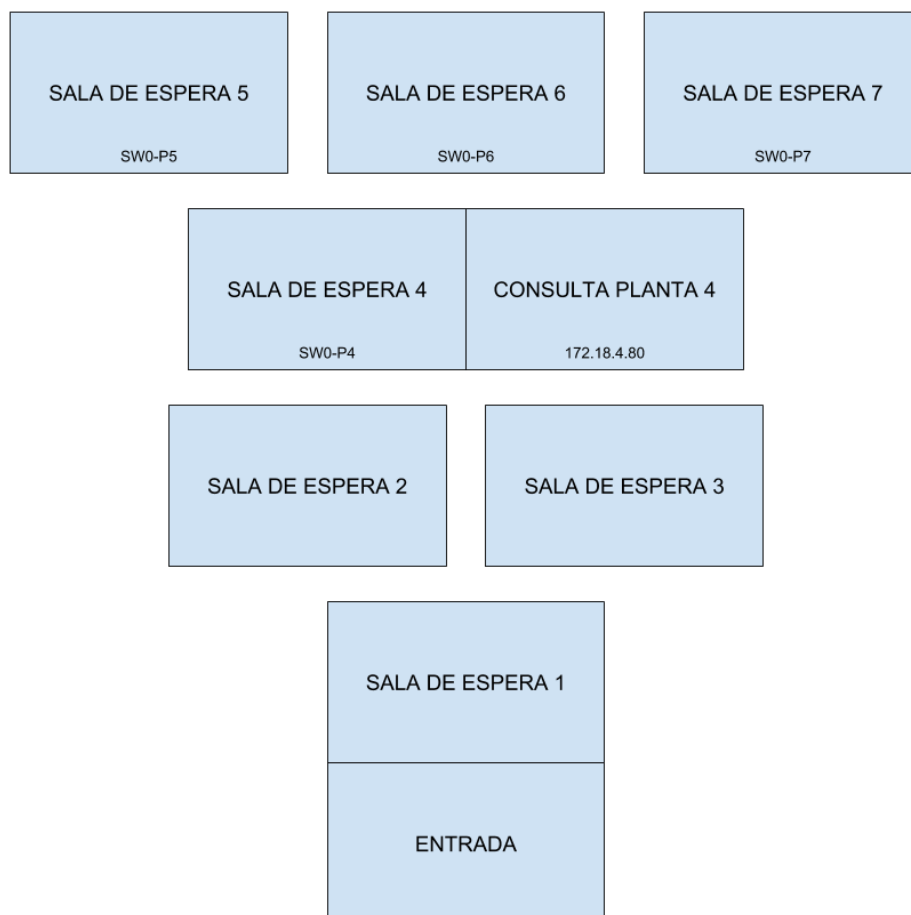 SALA DE ESPERA 5
SW0-P5
SALA DE ESPERA 6
SW0-P6
SALA DE ESPERA 7
SW0-P7
SALA DE ESPERA 4
SW0-P4
CONSULTA PLANTA 4
172.18.4.80
SALA DE ESPERA 2
SALA DE ESPERA 3
SALA DE ESPERA 1
ENTRADA